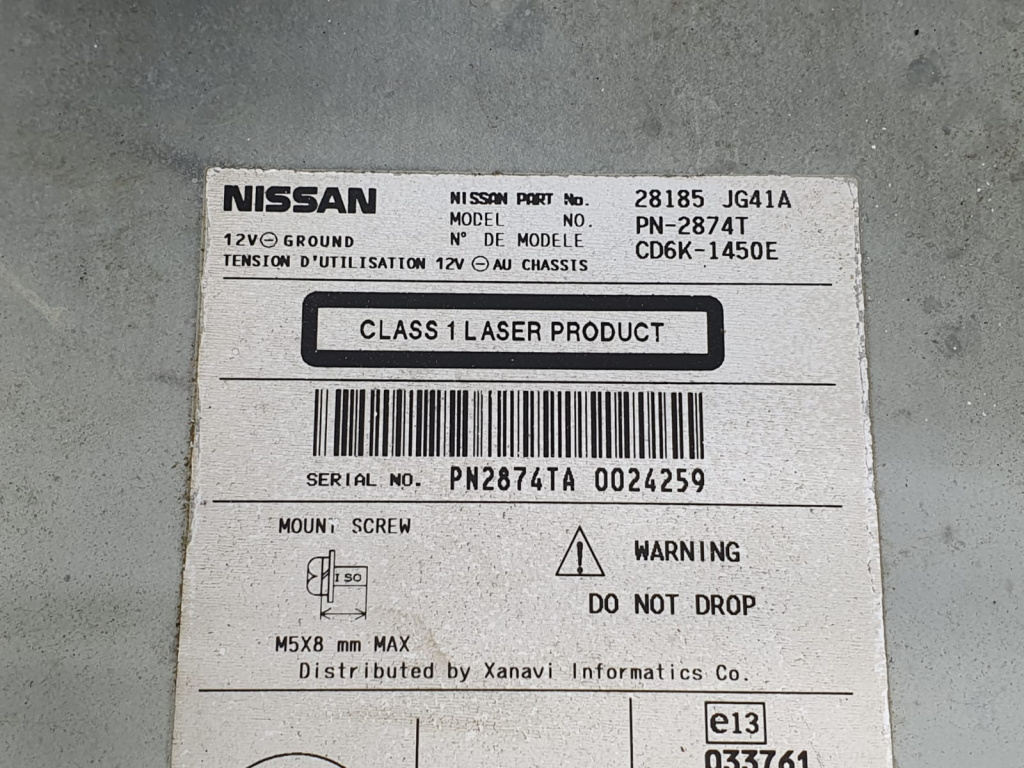 NISSAN NISSAN PART No. 28185 JG41A
MODEL NO. PN-2874T
12V⊖GROUND N° DE MODELE CD6K-1450E
TENSION D'UTILISATION 12V ⊖AU CHASSIS
CLASS 1 LASER PRODUCT
SERIAL NO. PN2874TA 0024259
MOUNT SCREW
WARNING
ISO
DO NOT DROP
M5X8 mm MAX
Distributed by Xanavi Informatics Co.
e13
033761